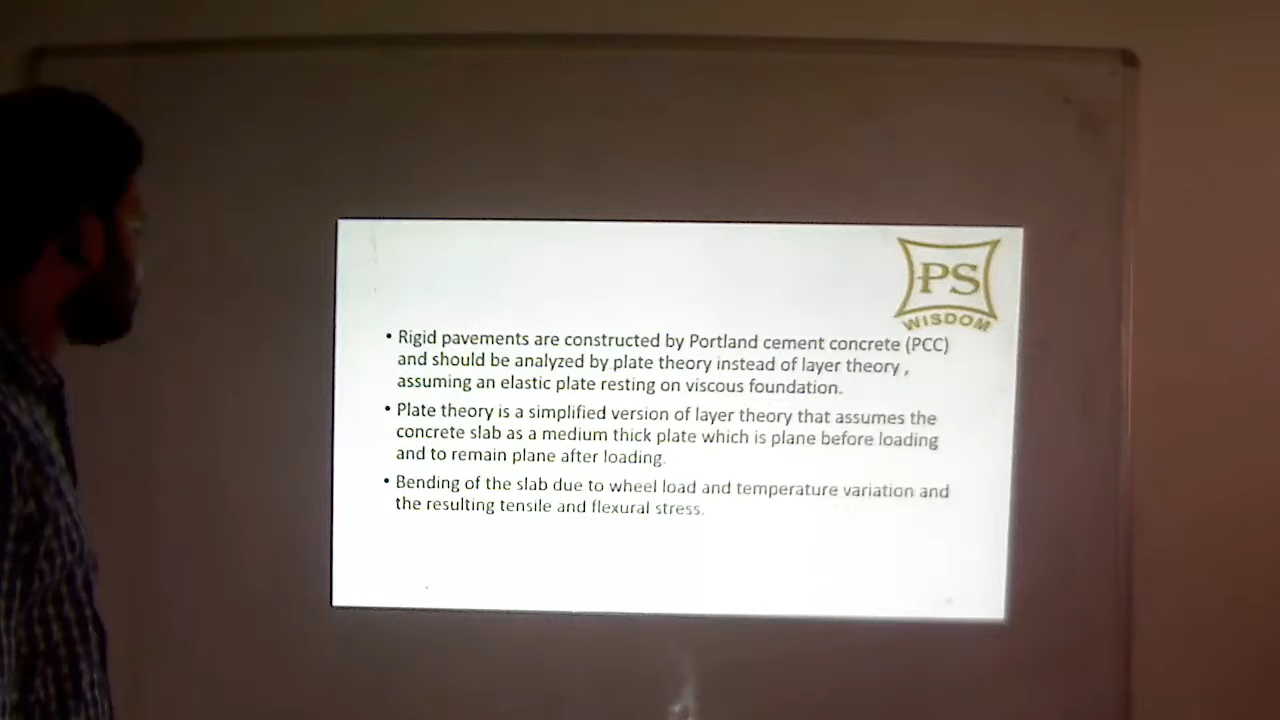 PS
WISDOM
• Rigid pavements are constructed by Portland cement concrete (PCC)
and should be analyzed by plate theory instead of layer theory ,
assuming an elastic plate resting on viscous foundation.
• Plate theory is a simplified version of layer theory that assumes the
concrete slab as a medium thick plate which is plane before loading
and to remain plane after loading.
• Bending of the slab due to wheel load and temperature variation and
the resulting tensile and flexural stress.